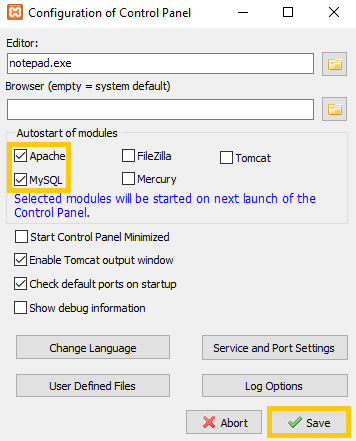 Configuration of Control Panel
Editor:
notepad.exe
Browser (empty = system default)
Autostart of modules
Apache
FileZilla
Tomcat
MySQL
Mercury
Selected modules will be started on next launch of the
Control Panel.
Start Control Panel Minimized
Enable Tomcat output window
Check default ports on startup
Show debug information
Change Language
Service and Port Settings
User Defined Files
Log Options
Abort
Save